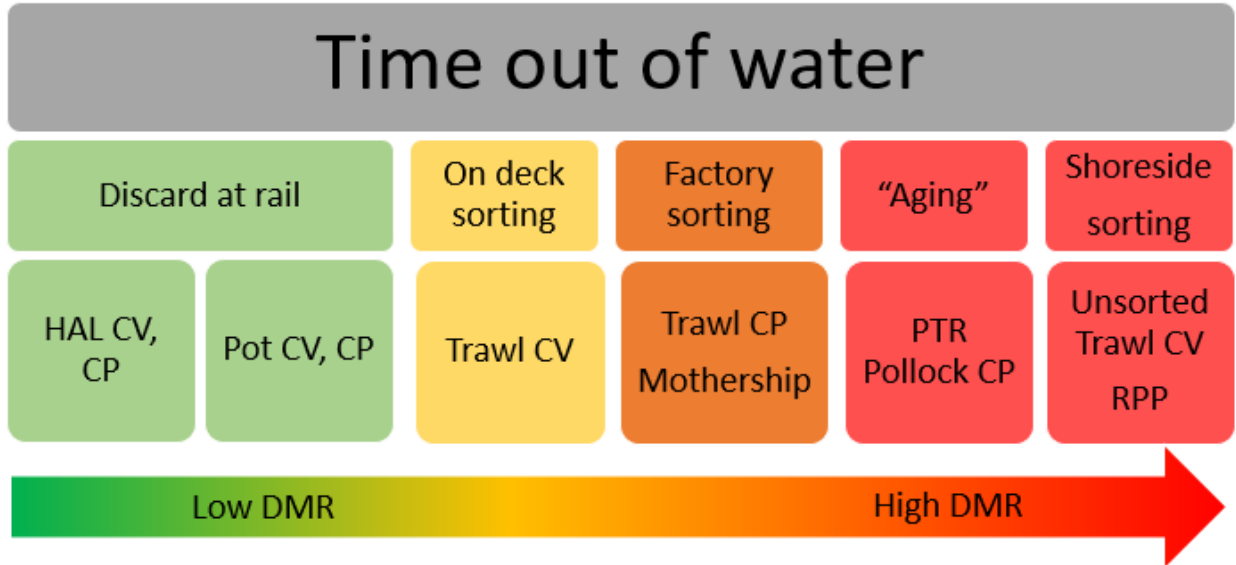 Time out of water
Discard at rail
On deck
sorting
Factory
sorting
“Aging”
Shoreside
sorting
HAL CV,
CP
Pot CV, CP
Trawl CV
Trawl CP
Mothership
PTR
Pollock CP
Unsorted
Trawl CV
RPP
Low DMR
High DMR